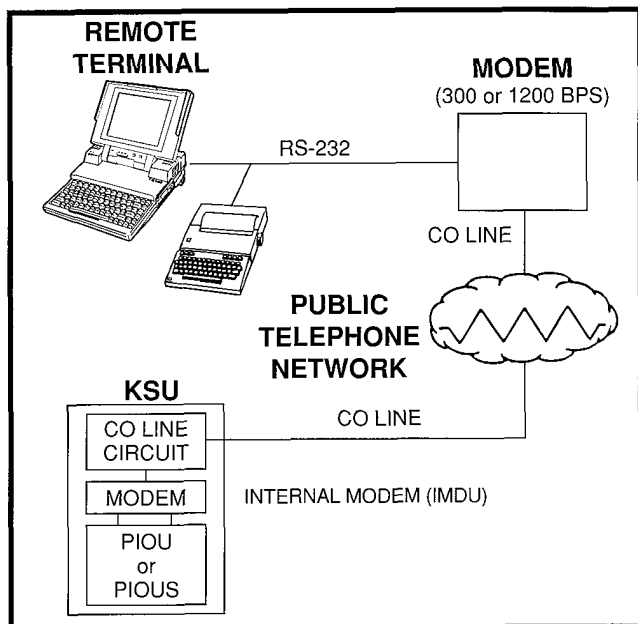 REMOTE
TERMINAL
MODEM
(300 or 1200 BPS)
RS-232
CO LINE
PUBLIC
TELEPHONE
NETWORK
KSU
CO LINE
CO LINE
CIRCUIT
MODEM
INTERNAL MODEM (IMDU)
PIOU
or
PIOUS